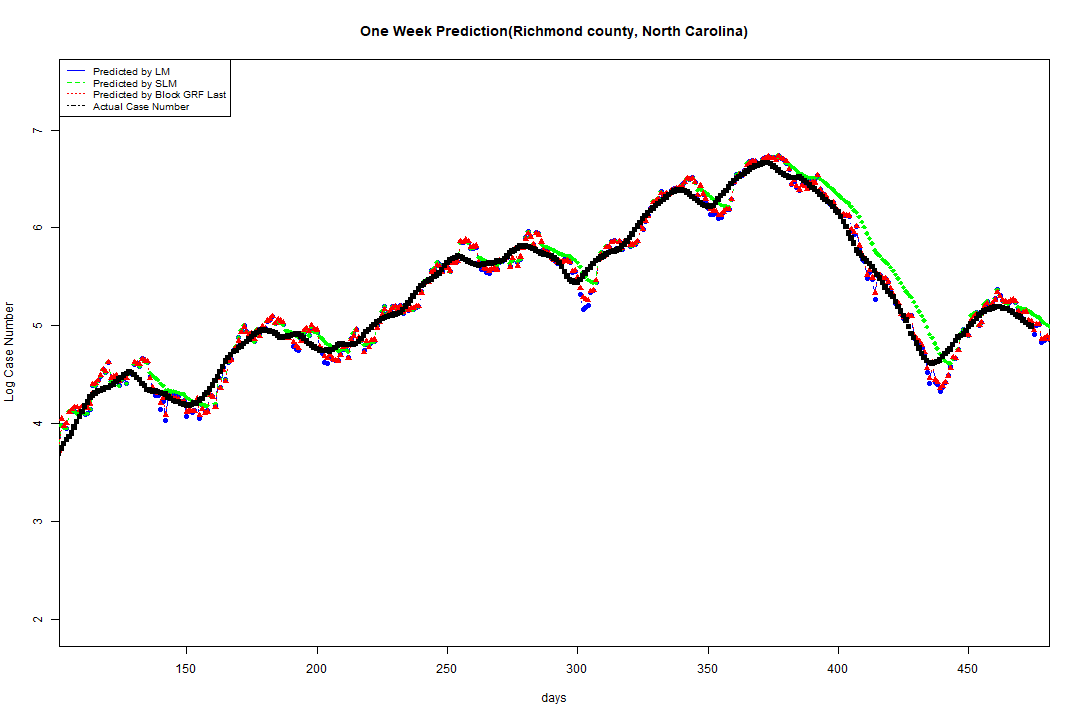 One Week Prediction(Richmond county, North Carolina)
Predicted by LM
Predicted by SLM
Predicted by Block GRF Last
Actual Case Number
7
6
5
4
3
2
Log Case Number
150 200 250 300 350 400 450
days